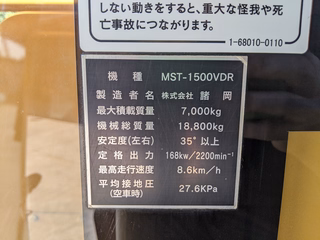 しない動きをすると、重大な怪我や死
亡事故につながります。
1-68010-0110
機種 MST-1500VDR
製造者名 株式会社 諸岡
最大積載質量 7,000kg
機械総質量 18,800kg
安定度(左右) 35°以上
定格出力 168kw/2200min⁻¹
最高走行速度 8.6km/h
平均接地圧 27.6KPa
(空車時)